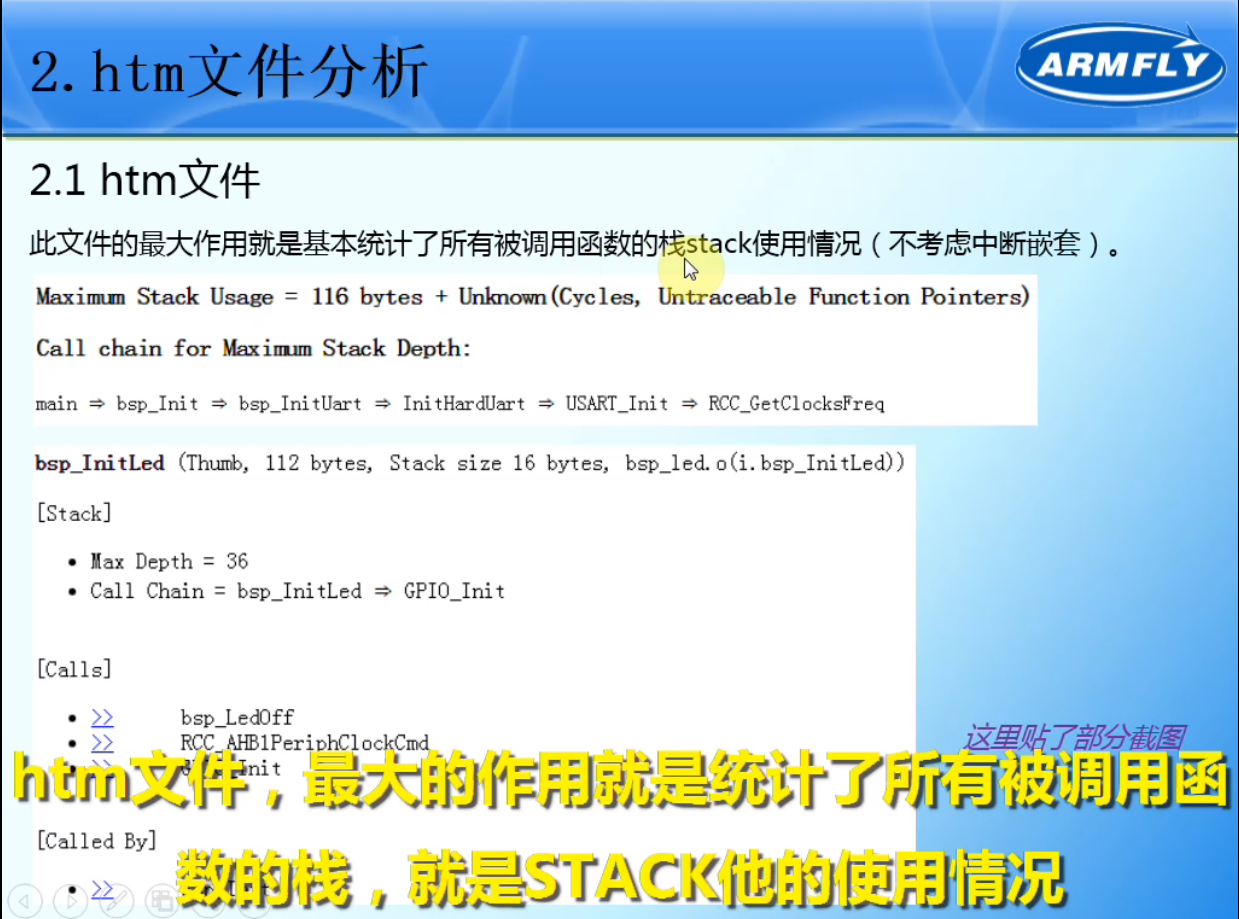 2.htm文件分析
ARMFLY
2.1 htm文件
此文件的最大作用就是基本统计了所有被调用函数的栈stack使用情况（不考虑中断嵌套）。
Maximum Stack Usage = 116 bytes + Unknown(Cycles, Untraceable Function Pointers)
Call chain for Maximum Stack Depth:
main ⇒ bsp_Init ⇒ bsp_InitUart ⇒ InitHardUart ⇒ USART_Init ⇒ RCC_GetClocksFreq
bsp_InitLed (Thumb, 112 bytes, Stack size 16 bytes, bsp_led.o(i.bsp_InitLed))
[Stack]
• Max Depth = 36
• Call Chain = bsp_InitLed ⇒ GPIO_Init
[Calls]
• >> bsp_LedOff
• >> RCC_AHB1PeriphClockCmd
这里贴了部分截图
• >> GPIO_Init
htm文件，最大的作用就是统计了所有被调用函
[Called By]
数的栈，就是STACK他的使用情况
• >>